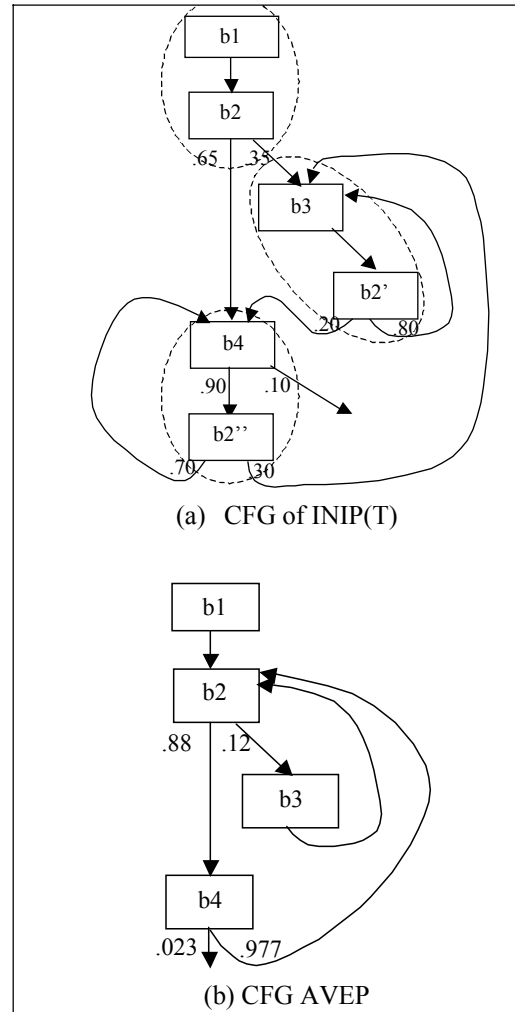 b1
b2
.65 .35
b3
b2'
.20 .80
b4
.90 .10
b2''
.70 .30
(a) CFG of INIP(T)
b1
b2
.88 .12
b3
b4
.023 .977
(b) CFG AVEP